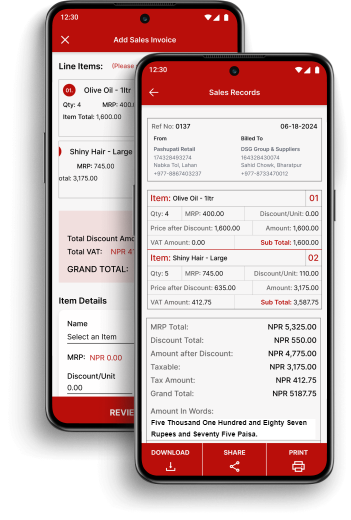 12:30
Add Sales Invoice
Line Items: (Please
01. Olive Oil - 1ltr
Qty: 4 MRP: 400.
Item Total: 1,600.00
Shiny Hair - Large
MRP: 745.00
otal: 3,175.00
Total Discount Amo
Total VAT: NPR 4
GRAND TOTAL:
Item Details
Name
Select an Item
MRP: NPR 0.00
Discount/Unit
0.00
REVIE
12:30
Sales Records
Ref No: 0137 06-18-2024
From Billed To
Pashupati Retail DSG Group & Suppliers
174328493274 164328430074
Nabka Tol, Lahan Sahid Chowk, Bharatpur
+977-8867403237 +977-8733470012
Item: Olive Oil - 1ltr 01
Qty: 4 MRP: 400.00 Discount/Unit: 0.00
Price after Discount: 1,600.00 Amount: 1,600.00
VAT Amount: 0.00 Sub Total: 1,600.00
Item: Shiny Hair - Large 02
Qty: 5 MRP: 745.00 Discount/Unit: 110.00
Price after Discount: 635.00 Amount: 3,175.00
VAT Amount: 412.75 Sub Total: 3,587.75
MRP Total: NPR 5,325.00
Discount Total: NPR 550.00
Amount after Discount: NPR 4,775.00
Taxable: NPR 3,175.00
Tax Amount: NPR 412.75
Grand Total: NPR 5187.75
Amount In Words:
Five Thousand One Hundred and Eighty Seven
Rupees and Seventy Five Paisa.
DOWNLOAD SHARE PRINT